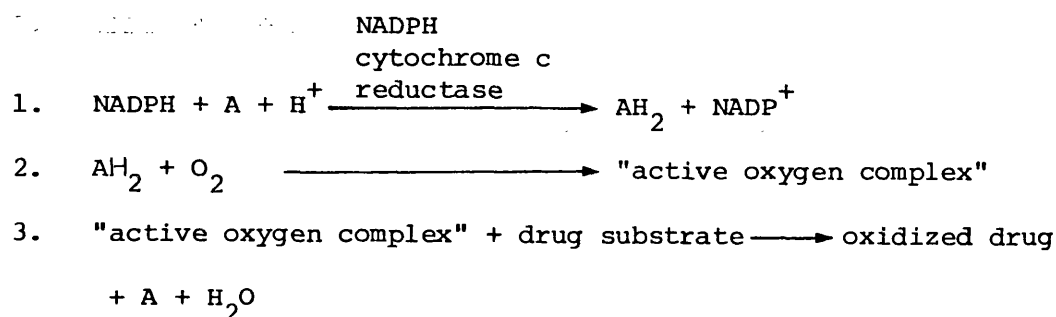 NADPH
cytochrome c
reductase
1. NADPH + A + H⁺ ⟶ AH₂ + NADP⁺
2. AH₂ + O₂ ⟶ "active oxygen complex"
3. "active oxygen complex" + drug substrate ⟶ oxidized drug
+ A + H₂O